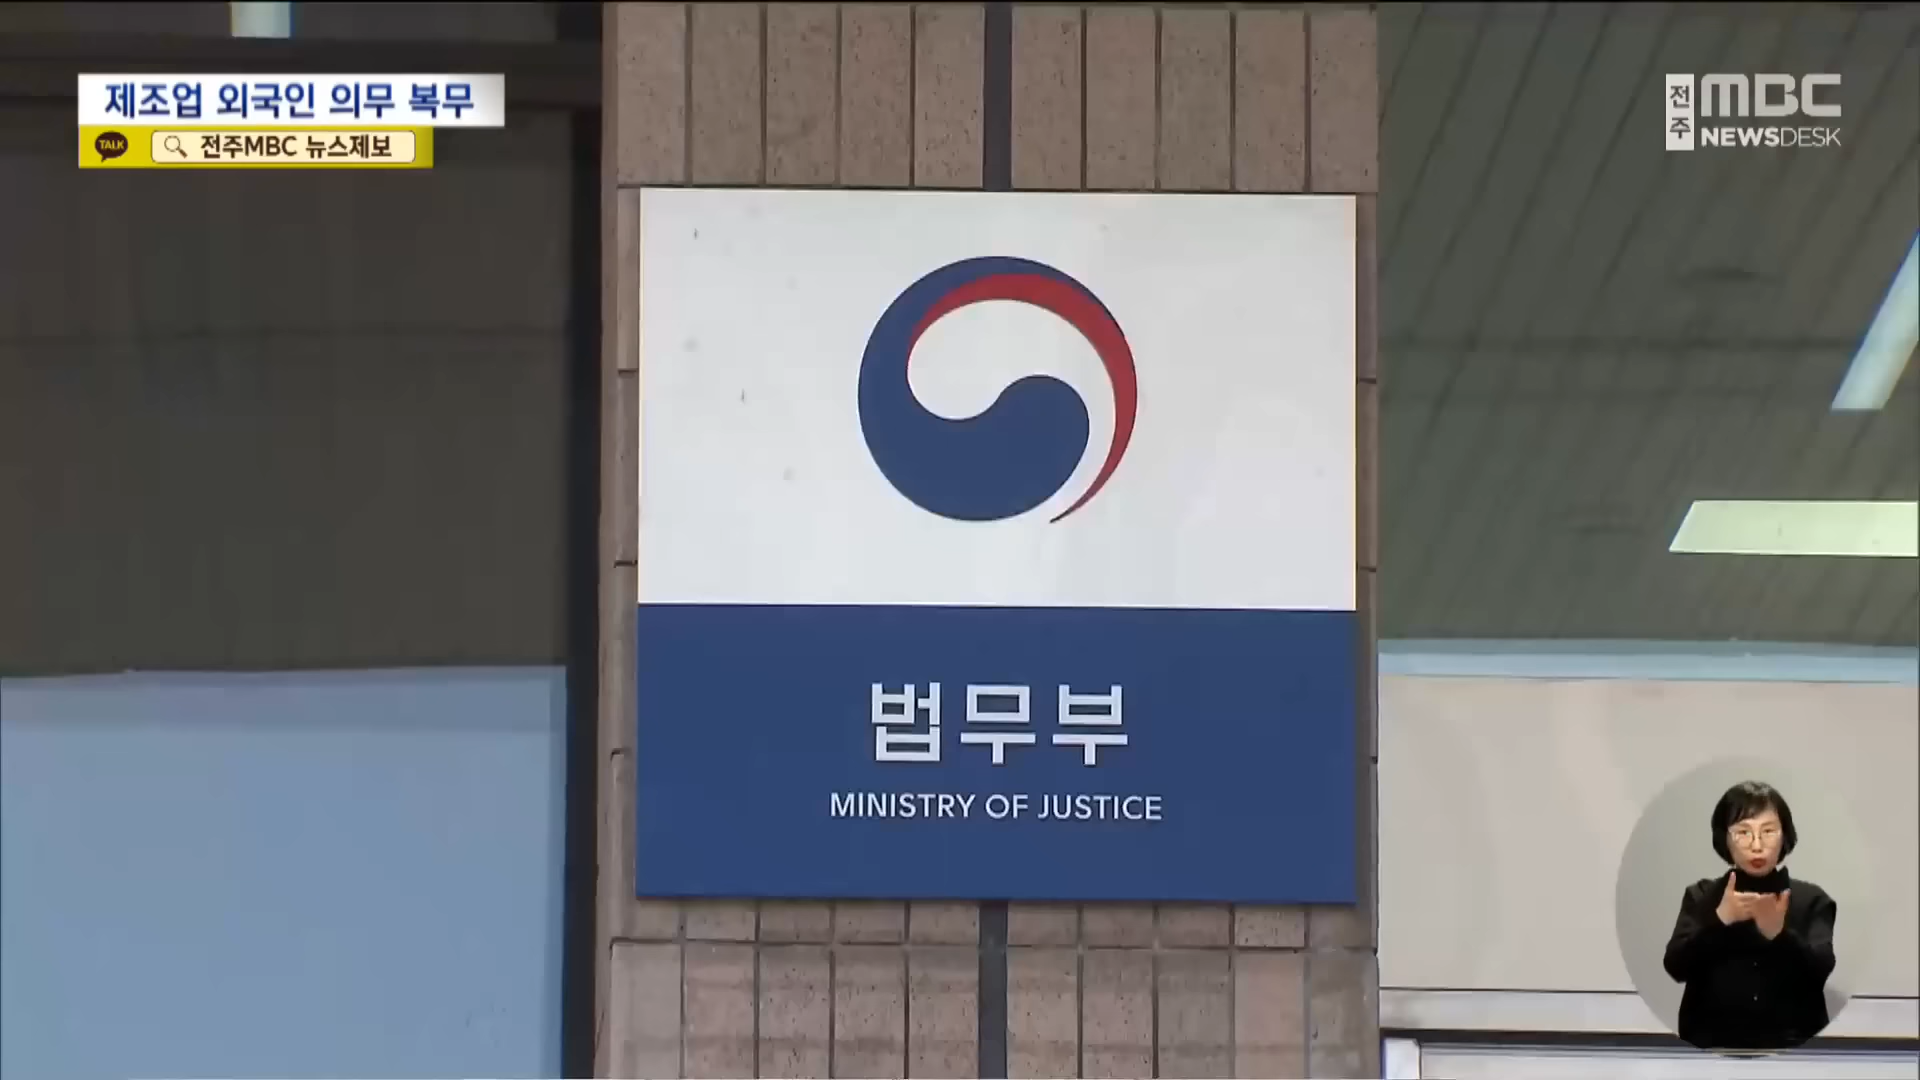 제조업 외국인 의무 복무
TALK
전주MBC 뉴스제보
전주
MBC
NEWSDESK
법무부
MINISTRY OF JUSTICE